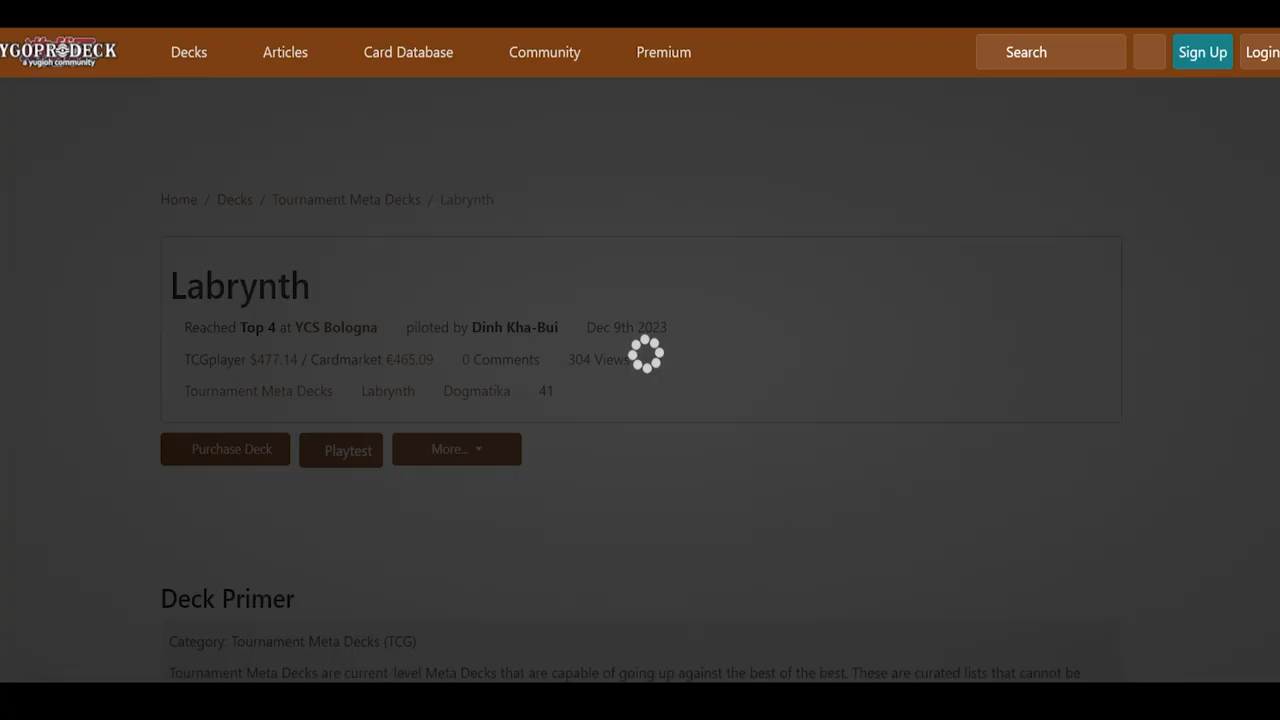 YGOPRODECK
a yugioh community
Decks Articles Card Database Community Premium Search Sign Up Login
Home / Decks / Tournament Meta Decks / Labrynth
Labrynth
Reached Top 4 at YCS Bologna piloted by Dinh Kha-Bui Dec 9th 2023
TCGplayer $477.14 / Cardmarket €465.09 0 Comments 304 Views
Tournament Meta Decks Labrynth Dogmatika 41
Purchase Deck Playtest More...
Deck Primer
Category: Tournament Meta Decks (TCG)
Tournament Meta Decks are current-level Meta Decks that are capable of going up against the best of the best. These are curated lists that cannot be